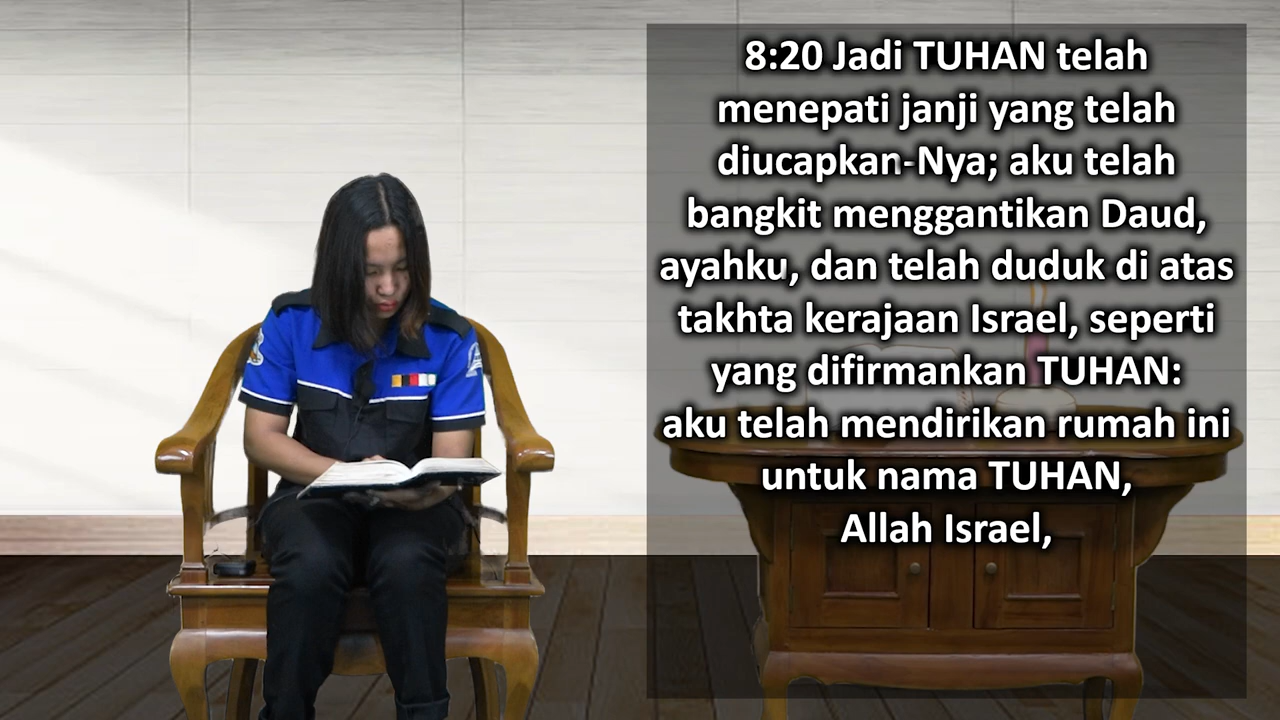 8:20 Jadi TUHAN telah
menepati janji yang telah
diucapkan-Nya; aku telah
bangkit menggantikan Daud,
ayahku, dan telah duduk di atas
takhta kerajaan Israel, seperti
yang difirmankan TUHAN:
aku telah mendirikan rumah ini
untuk nama TUHAN,
Allah Israel,